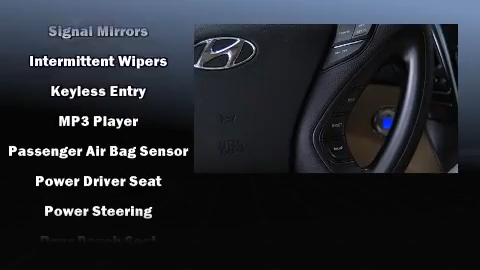 Signal Mirrors
Intermittent Wipers
Keyless Entry
MP3 Player
Passenger Air Bag Sensor
Power Driver Seat
Power Steering